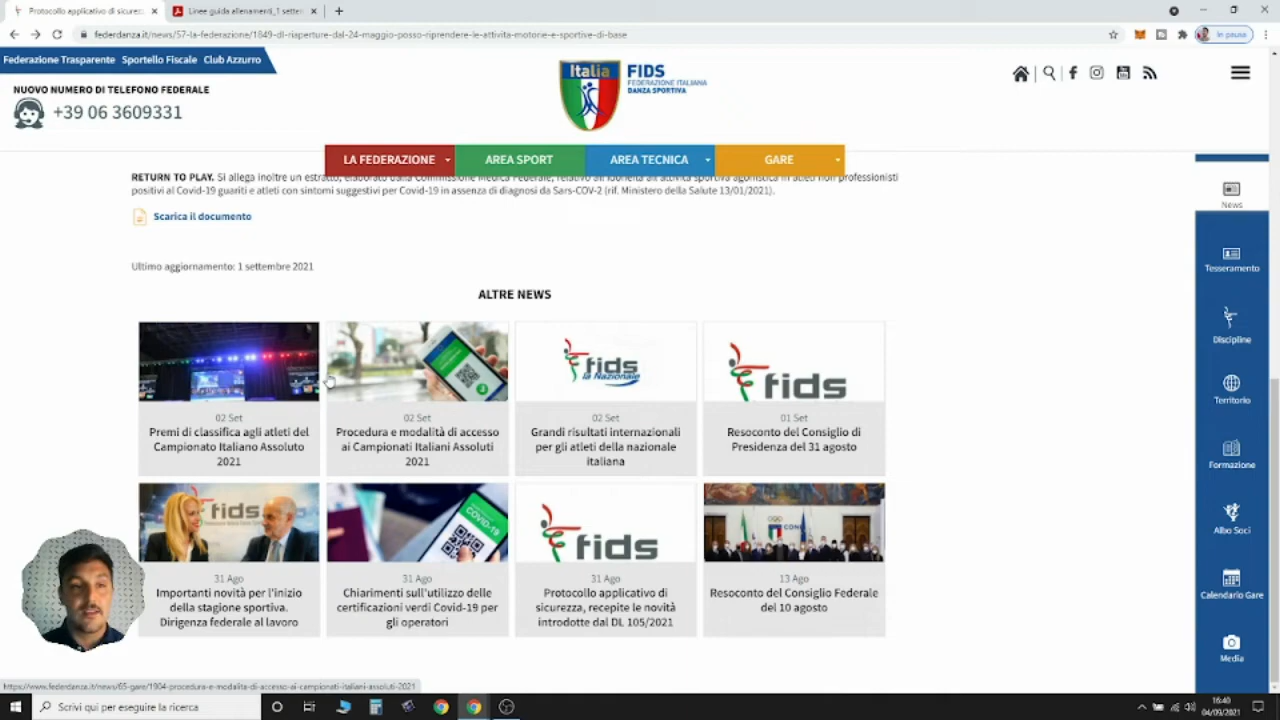 Protocollo applicativo di sicurez
Linee guida allenamenti_1 sette
federdanza.it/news/57-la-federazione/1849-dl-riaperture-dal-24-maggio-posso-riprendere-le-attivita-motorie-e-sportive-di-base
In pausa
Federazione Trasparente Sportello Fiscale Club Azzurro
NUOVO NUMERO DI TELEFONO FEDERALE
+39 06 3609331
Italia
FIDS
FEDERAZIONE ITALIANA
DANZA SPORTIVA
LA FEDERAZIONE AREA SPORT AREA TECNICA GARE
RETURN TO PLAY. Si allega inoltre un estratto, elaborato dalla Commissione Medica Federale, relativo all'idoneità all'attività sportiva agonistica in atleti non professionisti
positivi al Covid-19 guariti e atleti con sintomi suggestivi per Covid-19 in assenza di diagnosi da Sars-COV-2 (rif. Ministero della Salute 13/01/2021).
Scarica il documento
Ultimo aggiornamento: 1 settembre 2021
ALTRE NEWS
fids
la Nazionale
fids
02 Set
Premi di classifica agli atleti del
Campionato Italiano Assoluto
2021
02 Set
Procedura e modalità di accesso
ai Campionati Italiani Assoluti
2021
02 Set
Grandi risultati internazionali
per gli atleti della nazionale
italiana
01 Set
Resoconto del Consiglio di
Presidenza del 31 agosto
fids
COVID-19
fids
31 Ago
Importanti novità per l'inizio
della stagione sportiva.
Dirigenza federale al lavoro
31 Ago
Chiarimenti sull'utilizzo delle
certificazioni verdi Covid-19 per
gli operatori
31 Ago
Protocollo applicativo di
sicurezza, recepite le novità
introdotte dal DL 105/2021
13 Ago
Resoconto del Consiglio Federale
del 10 agosto
News
Tesseramento
Discipline
Territorio
Formazione
Albo Soci
Calendario Gare
Media
https://www.federdanza.it/news/65-gare/1904-procedura-e-modalita-di-accesso-ai-campionati-italiani-assoluti-2021
Scrivi qui per eseguire la ricerca
16:40
04/09/2021